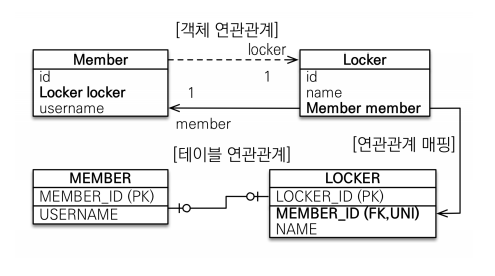 [객체 연관관계]
locker
Member
Locker
id
Locker locker
username
1
1
id
name
Member member
member
[연관관계 매핑]
[테이블 연관관계]
MEMBER
MEMBER_ID (PK)
USERNAME
LOCKER
LOCKER_ID (PK)
MEMBER_ID (FK,UNI)
NAME